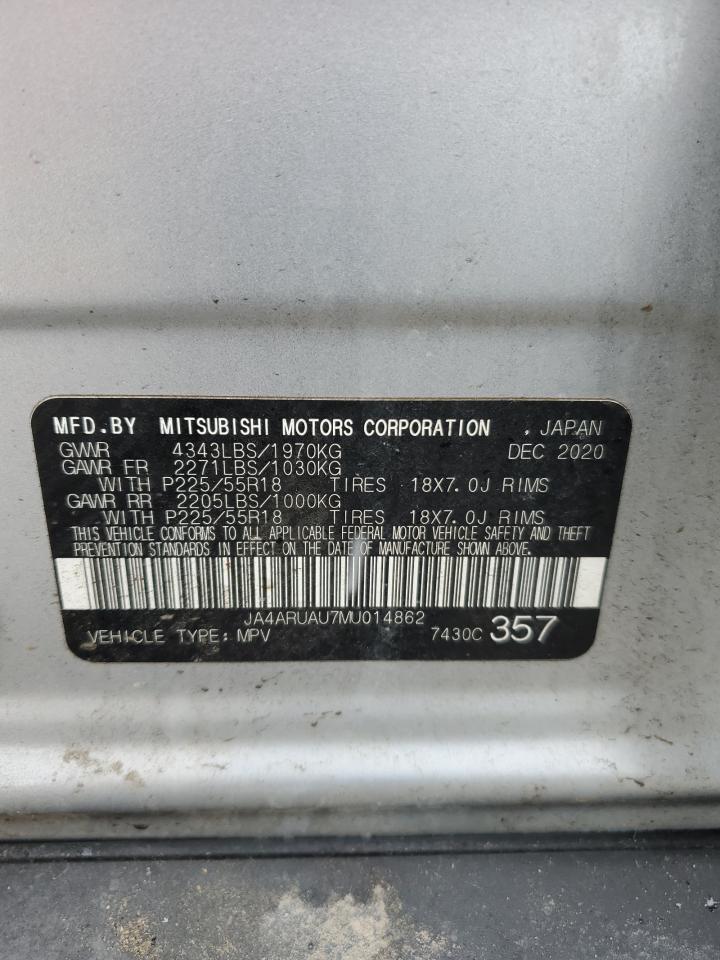 MFD.BY MITSUBISHI MOTORS CORPORATION , JAPAN
GVWR 4343LBS/1970KG DEC 2020
GAWR FR 2271LBS/1030KG
WITH P225/55R18 TIRES 18X7.0J RIMS
GAWR RR 2205LBS/1000KG
WITH P225/55R18 TIRES 18X7.0J RIMS
THIS VEHICLE CONFORMS TO ALL APPLICABLE FEDERAL MOTOR VEHICLE SAFETY AND THEFT
PREVENTION STANDARDS IN EFFECT ON THE DATE OF MANUFACTURE SHOWN ABOVE.
JA4ARUAU7MU014862
VEHICLE TYPE: MPV 7430C 357